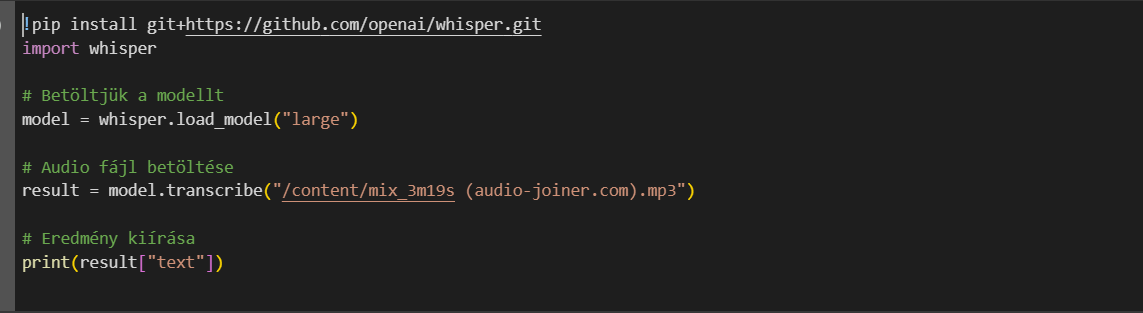 !pip install git+https://github.com/openai/whisper.git
import whisper
# Betöltjük a modellt
model = whisper.load_model("large")
# Audio fájl betöltése
result = model.transcribe("/content/mix_3m19s (audio-joiner.com).mp3")
# Eredmény kiírása
print(result["text"])